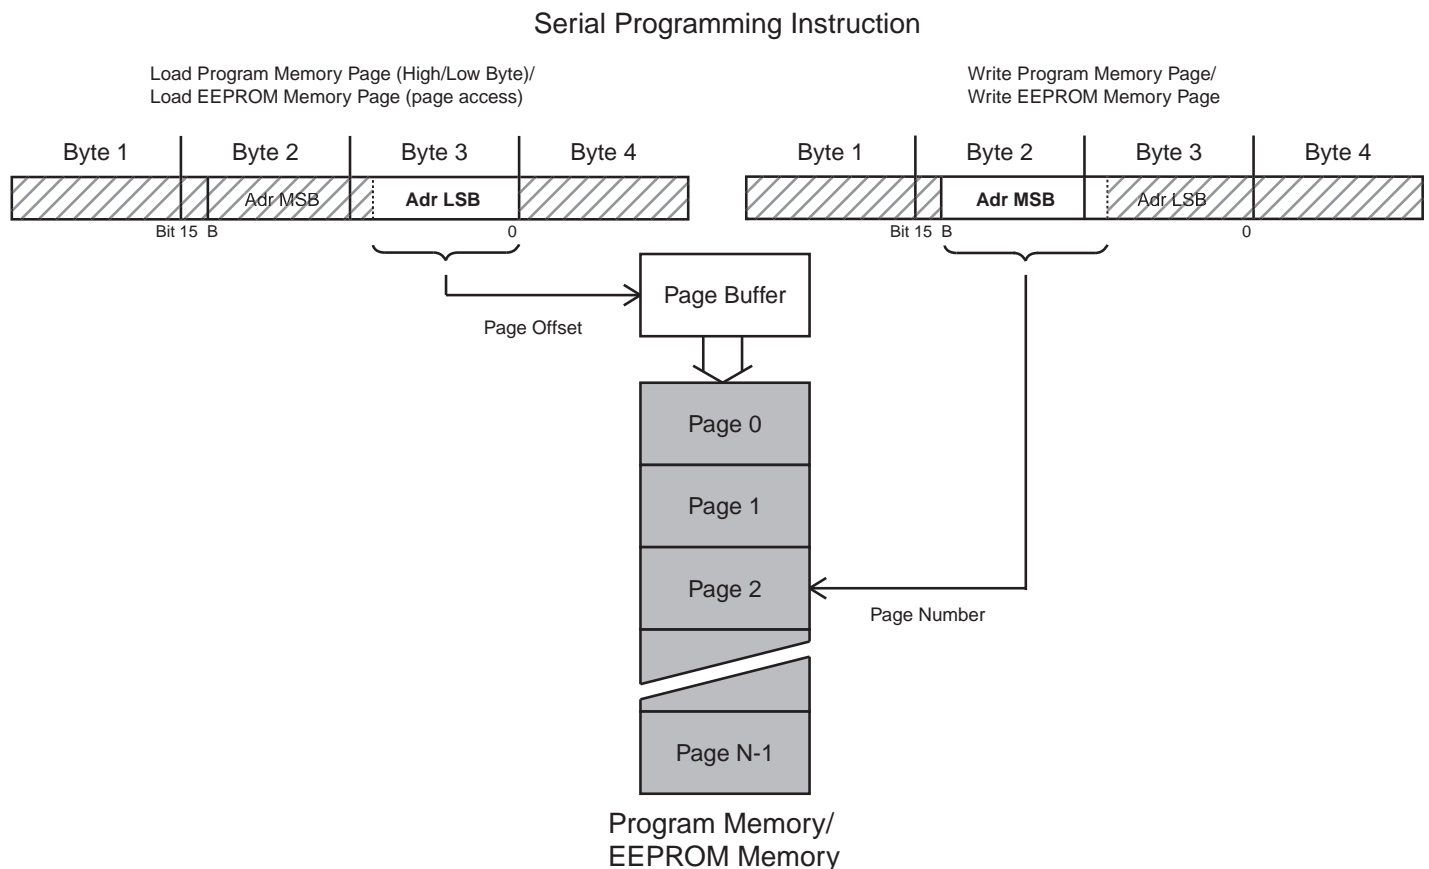 Serial Programming Instruction
Load Program Memory Page (High/Low Byte)/
Load EEPROM Memory Page (page access)
Write Program Memory Page/
Write EEPROM Memory Page
Byte 1 Byte 2 Byte 3 Byte 4
Byte 1 Byte 2 Byte 3 Byte 4
Adr MSB Adr LSB
Adr MSB Adr LSB
Bit 15 B 0
Bit 15 B 0
Page Buffer
Page Offset
Page 0
Page 1
Page 2
Page Number
Page N-1
Program Memory/
EEPROM Memory